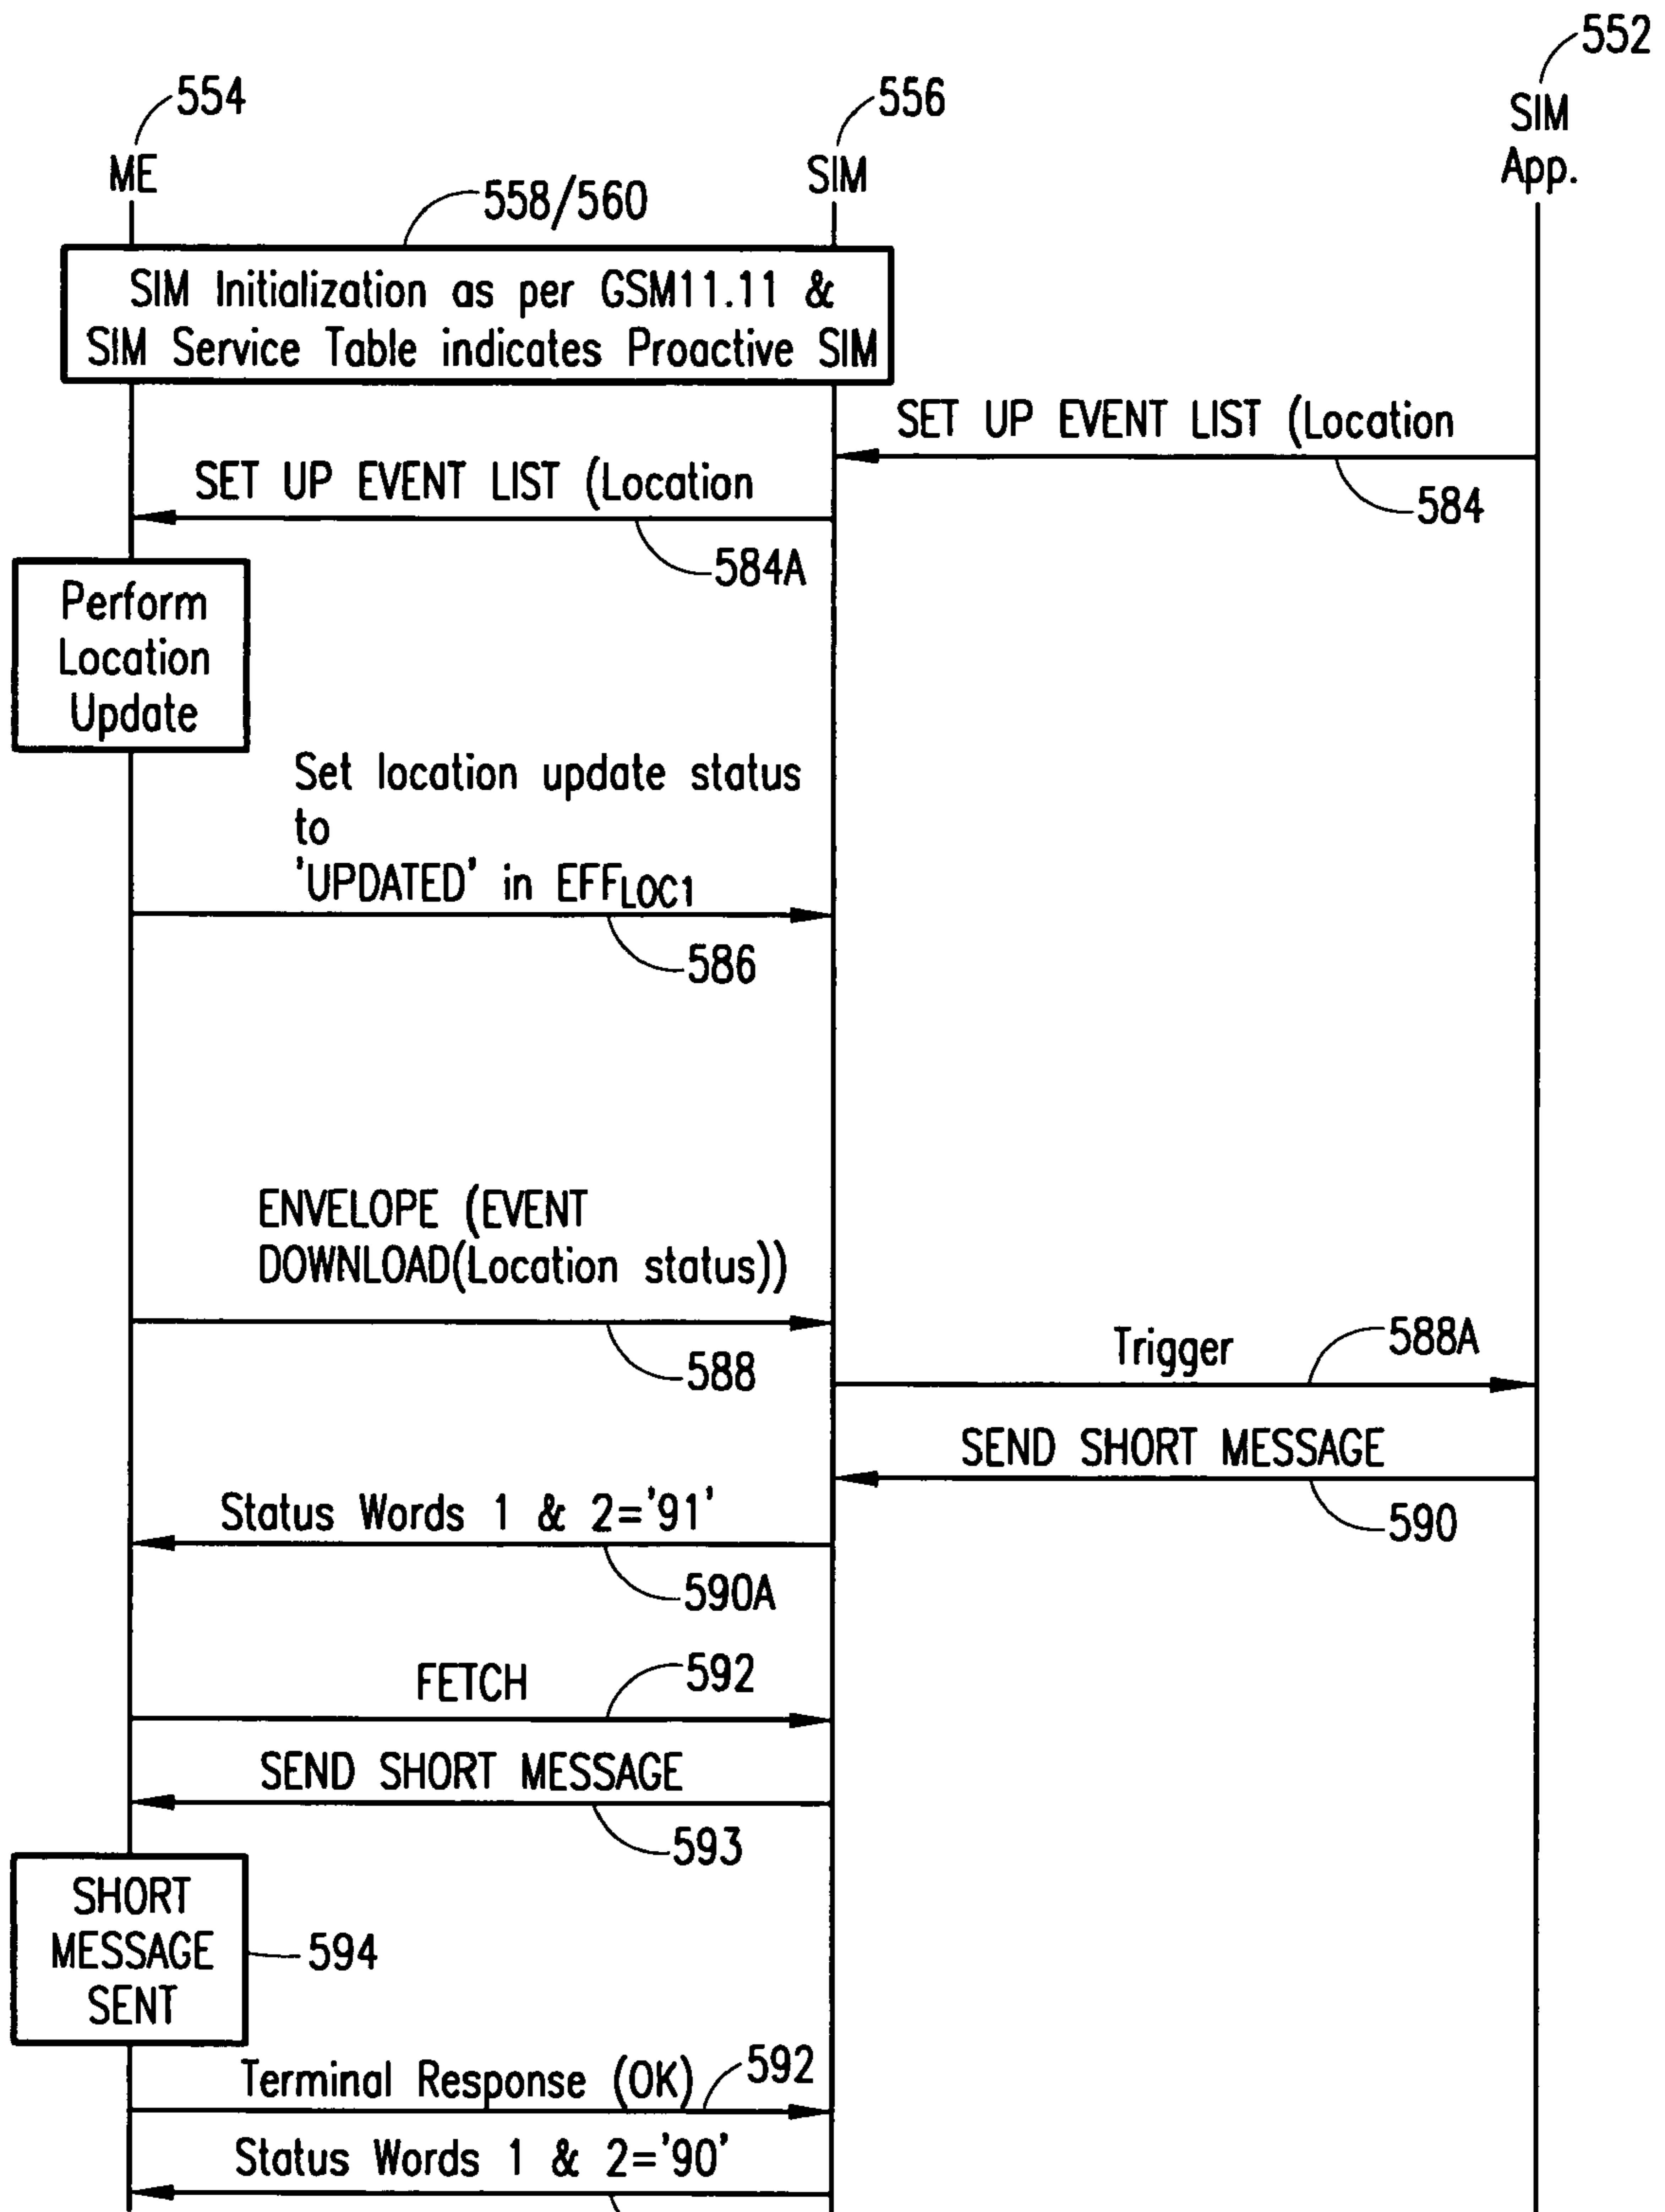 552
554
556
SIM
App.
ME
SIM
558/560
SIM Initialization as per GSM11.11 &
SIM Service Table indicates Proactive SIM
SET UP EVENT LIST (Location
584
SET UP EVENT LIST (Location
584A
Perform
Location
Update
Set location update status
to
'UPDATED' in EFFLOC1
586
ENVELOPE (EVENT
DOWNLOAD(Location status))
588
Trigger
588A
SEND SHORT MESSAGE
590
Status Words 1 & 2='91'
590A
FETCH
592
SEND SHORT MESSAGE
593
SHORT
MESSAGE
SENT
594
Terminal Response (OK)
592
Status Words 1 & 2='90'